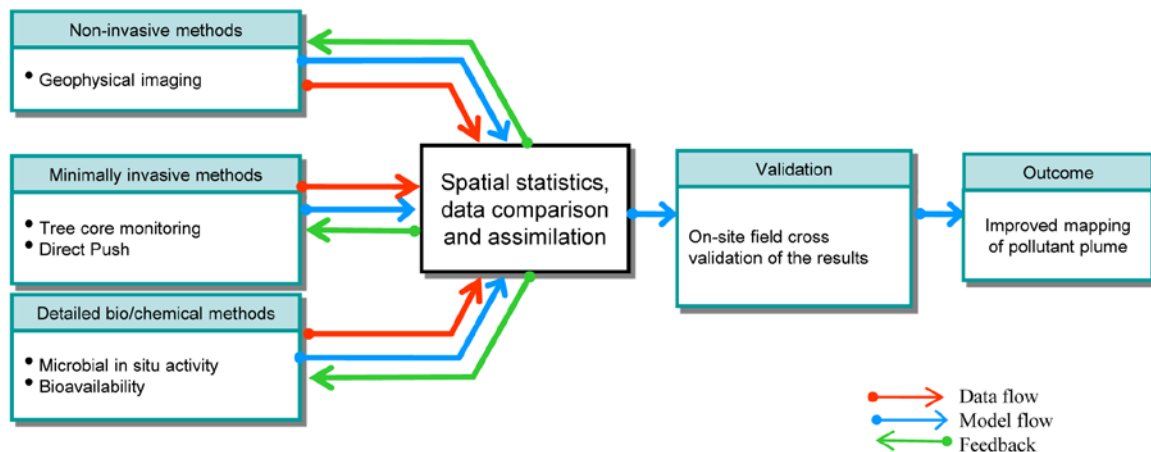 Non-invasive methods
• Geophysical imaging
Minimally invasive methods
• Tree core monitoring
• Direct Push
Detailed bio/chemical methods
• Microbial in situ activity
• Bioavailability
Spatial statistics,
data comparison
and assimilation
Validation
On-site field cross
validation of the results
Outcome
Improved mapping
of pollutant plume
Data flow
Model flow
Feedback